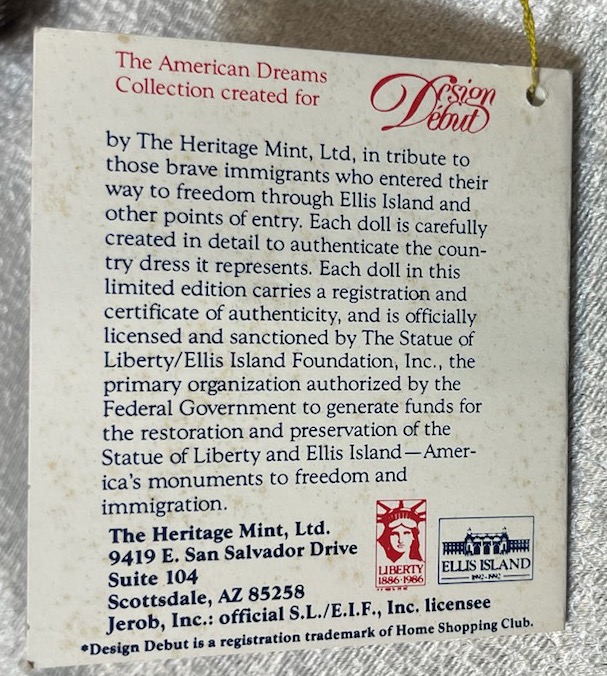 The American Dreams
Collection created for
Design
Début
by The Heritage Mint, Ltd, in tribute to
those brave immigrants who entered their
way to freedom through Ellis Island and
other points of entry. Each doll is carefully
created in detail to authenticate the coun-
try dress it represents. Each doll in this
limited edition carries a registration and
certificate of authenticity, and is officially
licensed and sanctioned by The Statue of
Liberty/Ellis Island Foundation, Inc., the
primary organization authorized by the
Federal Government to generate funds for
the restoration and preservation of the
Statue of Liberty and Ellis Island—Amer-
ica's monuments to freedom and
immigration.
The Heritage Mint, Ltd.
9419 E. San Salvador Drive
Suite 104
Scottsdale, AZ 85258
Jerob, Inc.: official S.L./E.I.F., Inc. licensee
*Design Debut is a registration trademark of Home Shopping Club.
LIBERTY
1886·1986
ELLIS ISLAND
1892-1992